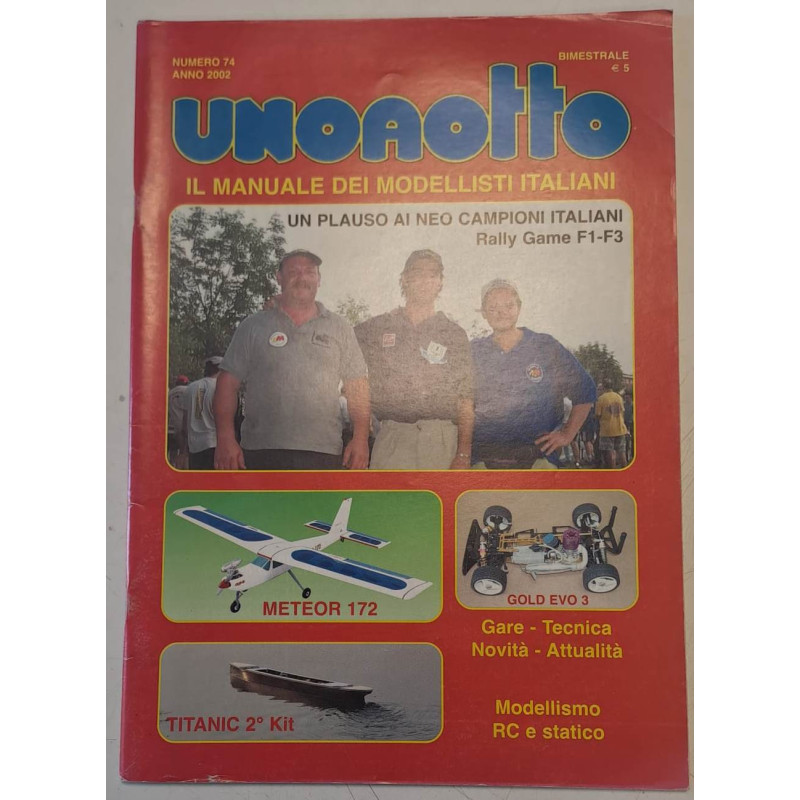 NUMERO 74
ANNO 2002
BIMESTRALE
€ 5
UNOAOTTO
IL MANUALE DEI MODELLISTI ITALIANI
UN PLAUSO AI NEO CAMPIONI ITALIANI
Rally Game F1-F3
METEOR 172
GOLD EVO 3
Gare - Tecnica
Novità - Attualità
TITANIC 2° Kit
Modellismo
RC e statico